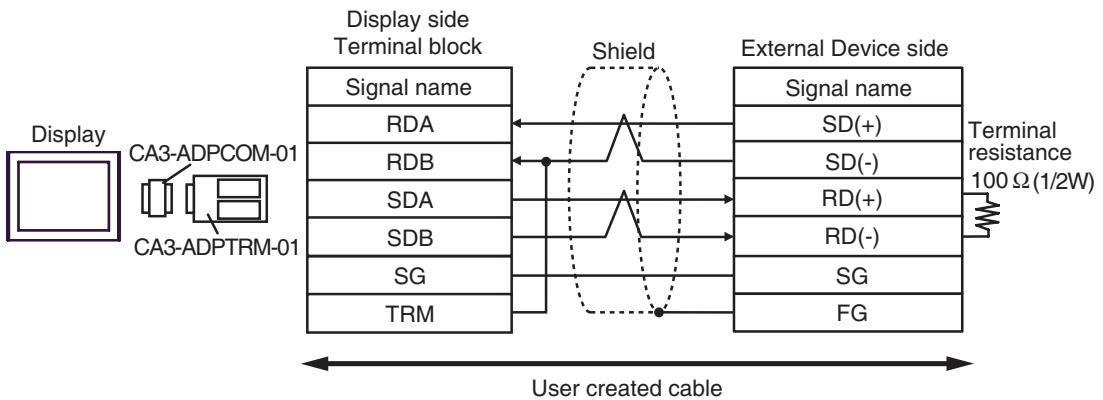 Display side
Terminal block
Shield
External Device side
Signal name
Signal name
RDA
SD(+)
Display
CA3-ADPCOM-01
RDB
SD(-)
Terminal
resistance
100 Ω (1/2W)
SDA
RD(+)
CA3-ADPTRM-01
SDB
RD(-)
SG
SG
TRM
FG
User created cable